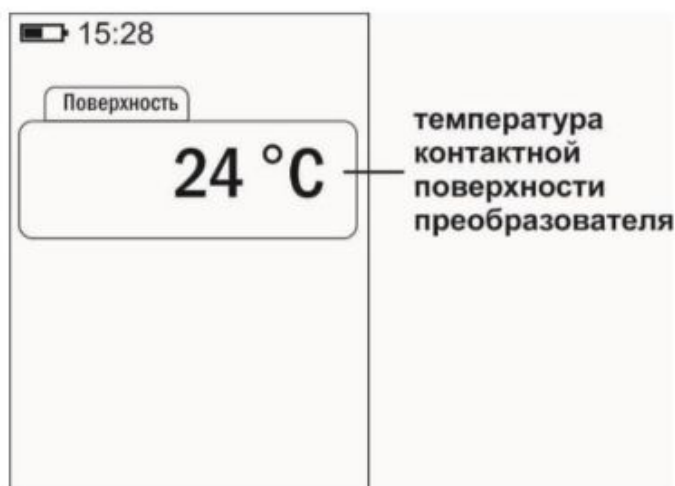 15:28
Поверхность
24 °C
температура
контактной
поверхности
преобразователя